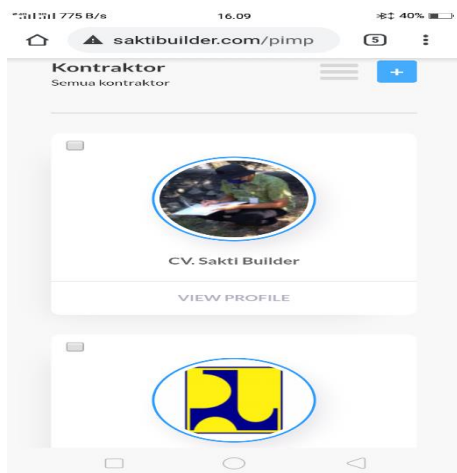 775 B/s 16.09 40%
saktibuilder.com/pimp 5
Kontraktor
Semua kontraktor
+
CV. Sakti Builder
VIEW PROFILE